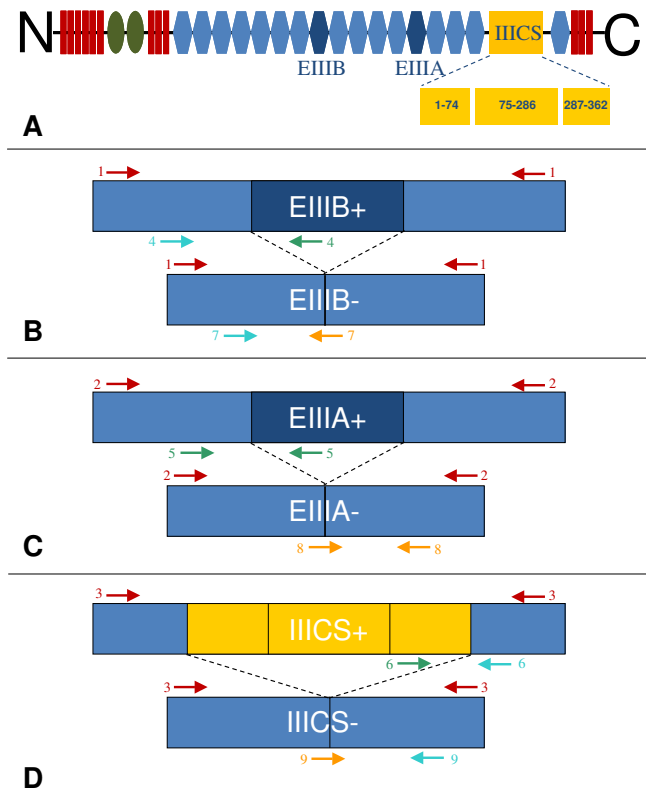 N IIICS C
EIIIB EIIIA
1-74 75-286 287-362
A
1 1
EIIIB+
4 4
1 1
EIIIB-
7 7
B
2 2
EIIIA+
5 5
2 2
EIIIA-
8 8
C
3 3
IIICS+
6 6
3 3
IIICS-
9 9
D